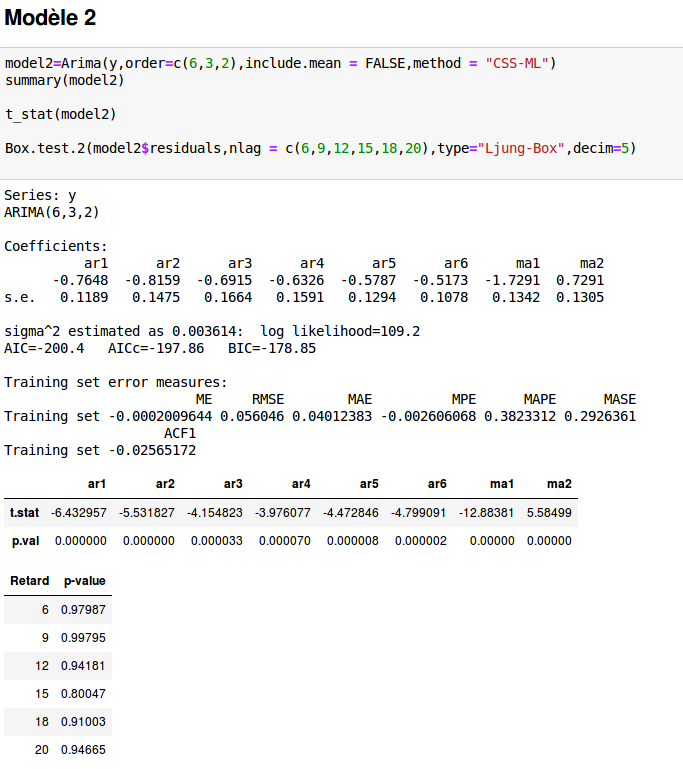 Modèle 2
model2=Arima(y,order=c(6,3,2),include.mean = FALSE,method = "CSS-ML")
summary(model2)
t_stat(model2)
Box.test.2(model2$residuals,nlag = c(6,9,12,15,18,20),type="Ljung-Box",decim=5)
Series: y
ARIMA(6,3,2)
Coefficients:
ar1 ar2 ar3 ar4 ar5 ar6 ma1 ma2
-0.7648 -0.8159 -0.6915 -0.6326 -0.5787 -0.5173 -1.7291 0.7291
s.e. 0.1189 0.1475 0.1664 0.1591 0.1294 0.1078 0.1342 0.1305
sigma^2 estimated as 0.003614: log likelihood=109.2
AIC=-200.4 AICc=-197.86 BIC=-178.85
Training set error measures:
ME RMSE MAE MPE MAPE MASE
Training set -0.0002009644 0.056046 0.04012383 -0.002606068 0.3823312 0.2926361
ACF1
Training set -0.02565172
ar1 ar2 ar3 ar4 ar5 ar6 ma1 ma2
t.stat -6.432957 -5.531827 -4.154823 -3.976077 -4.472846 -4.799091 -12.88381 5.58499
p.val 0.000000 0.000000 0.000033 0.000070 0.000008 0.000002 0.00000 0.00000
Retard p-value
6 0.97987
9 0.99795
12 0.94181
15 0.80047
18 0.91003
20 0.94665